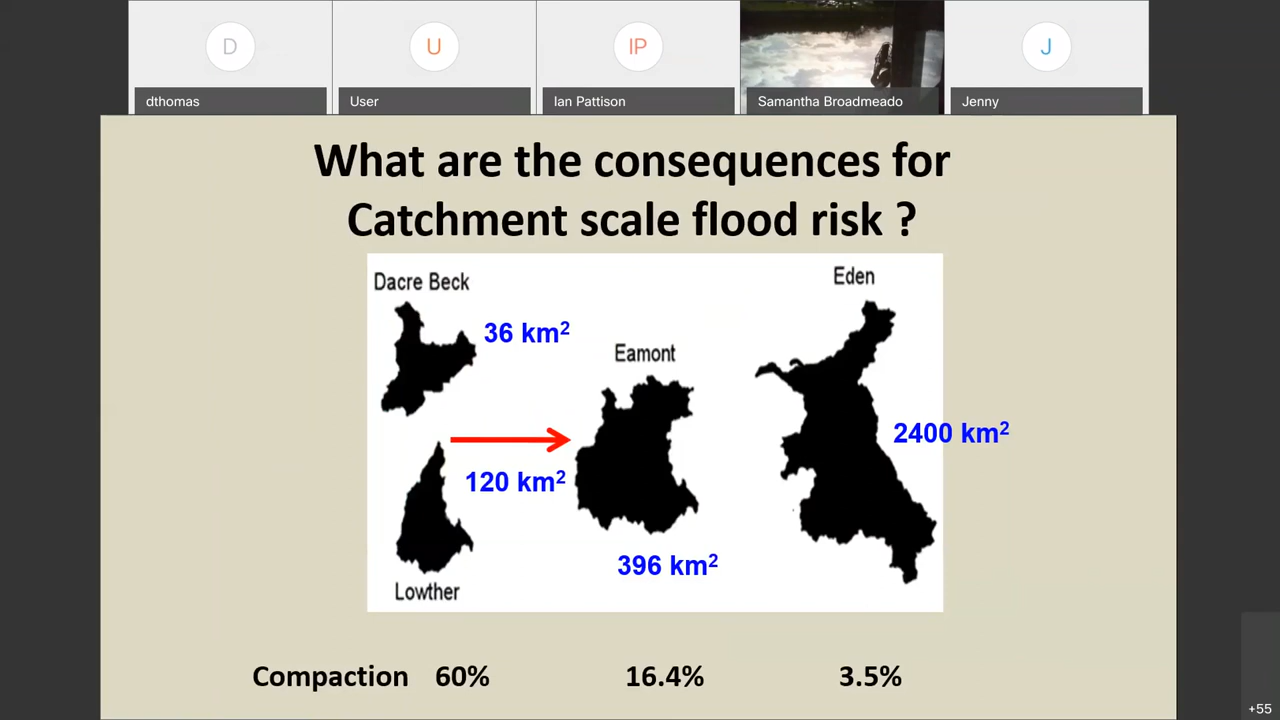 D
U
IP
J
dthomas
User
Ian Pattison
Samantha Broadmeado
Jenny
What are the consequences for
Catchment scale flood risk ?
Dacre Beck
36 km²
Eamont
Eden
2400 km²
120 km²
396 km²
Lowther
Compaction 60% 16.4% 3.5%
+55